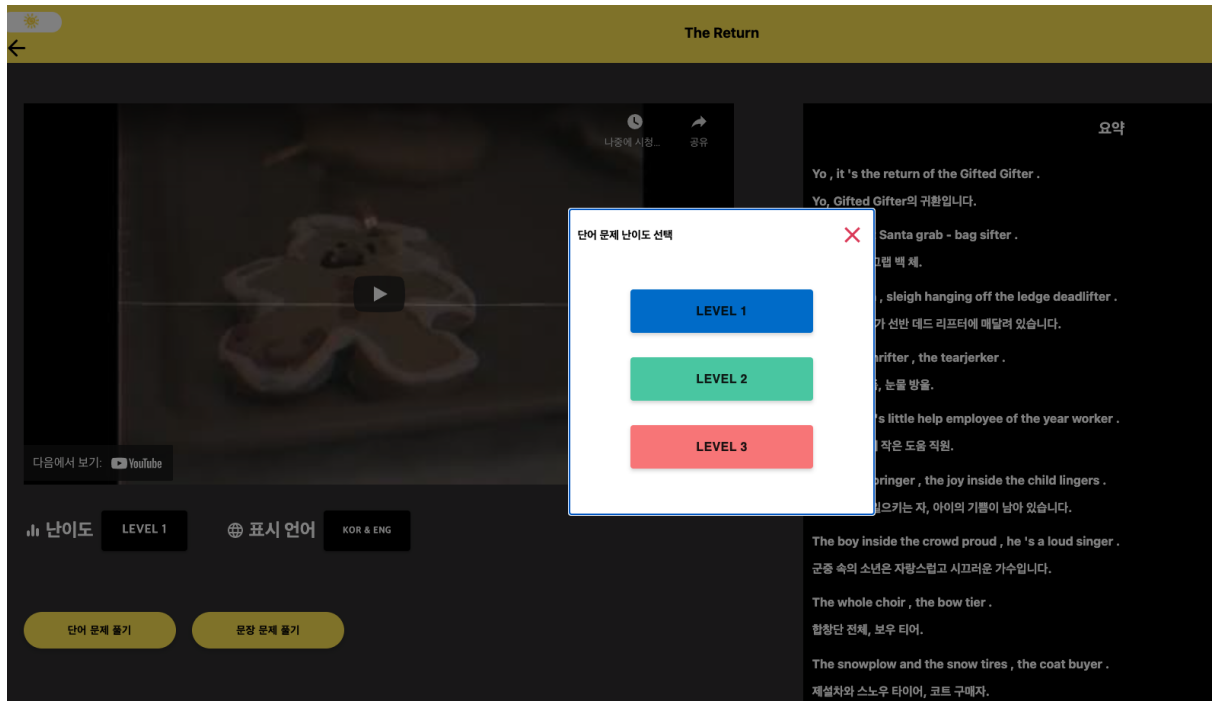 The Return
나중에 시청...
공유
다음에서 보기: YouTube
난이도 LEVEL 1 표시 언어 KOR & ENG
단어 문제 풀기 문장 문제 풀기
단어 문제 난이도 선택
LEVEL 1
LEVEL 2
LEVEL 3
요약
Yo , it 's the return of the Gifted Gifter .
Yo, Gifted Gifter의 귀환입니다.
Santa grab - bag sifter .
백 체.
, sleigh hanging off the ledge deadlifter .
가 선반 데드 리프터에 매달려 있습니다.
, the tearjerker .
, 눈물 방울.
's little help employee of the year worker .
작은 도움 직원.
, the joy inside the child lingers .
으키는 자, 아이의 기쁨이 남아 있습니다.
The boy inside the crowd proud , he 's a loud singer .
군중 속의 소년은 자랑스럽고 시끄러운 가수입니다.
The whole choir , the bow tier .
합창단 전체, 보우 티어.
The snowplow and the snow tires , the coat buyer .
제설차와 스노우 타이어, 코트 구매자.